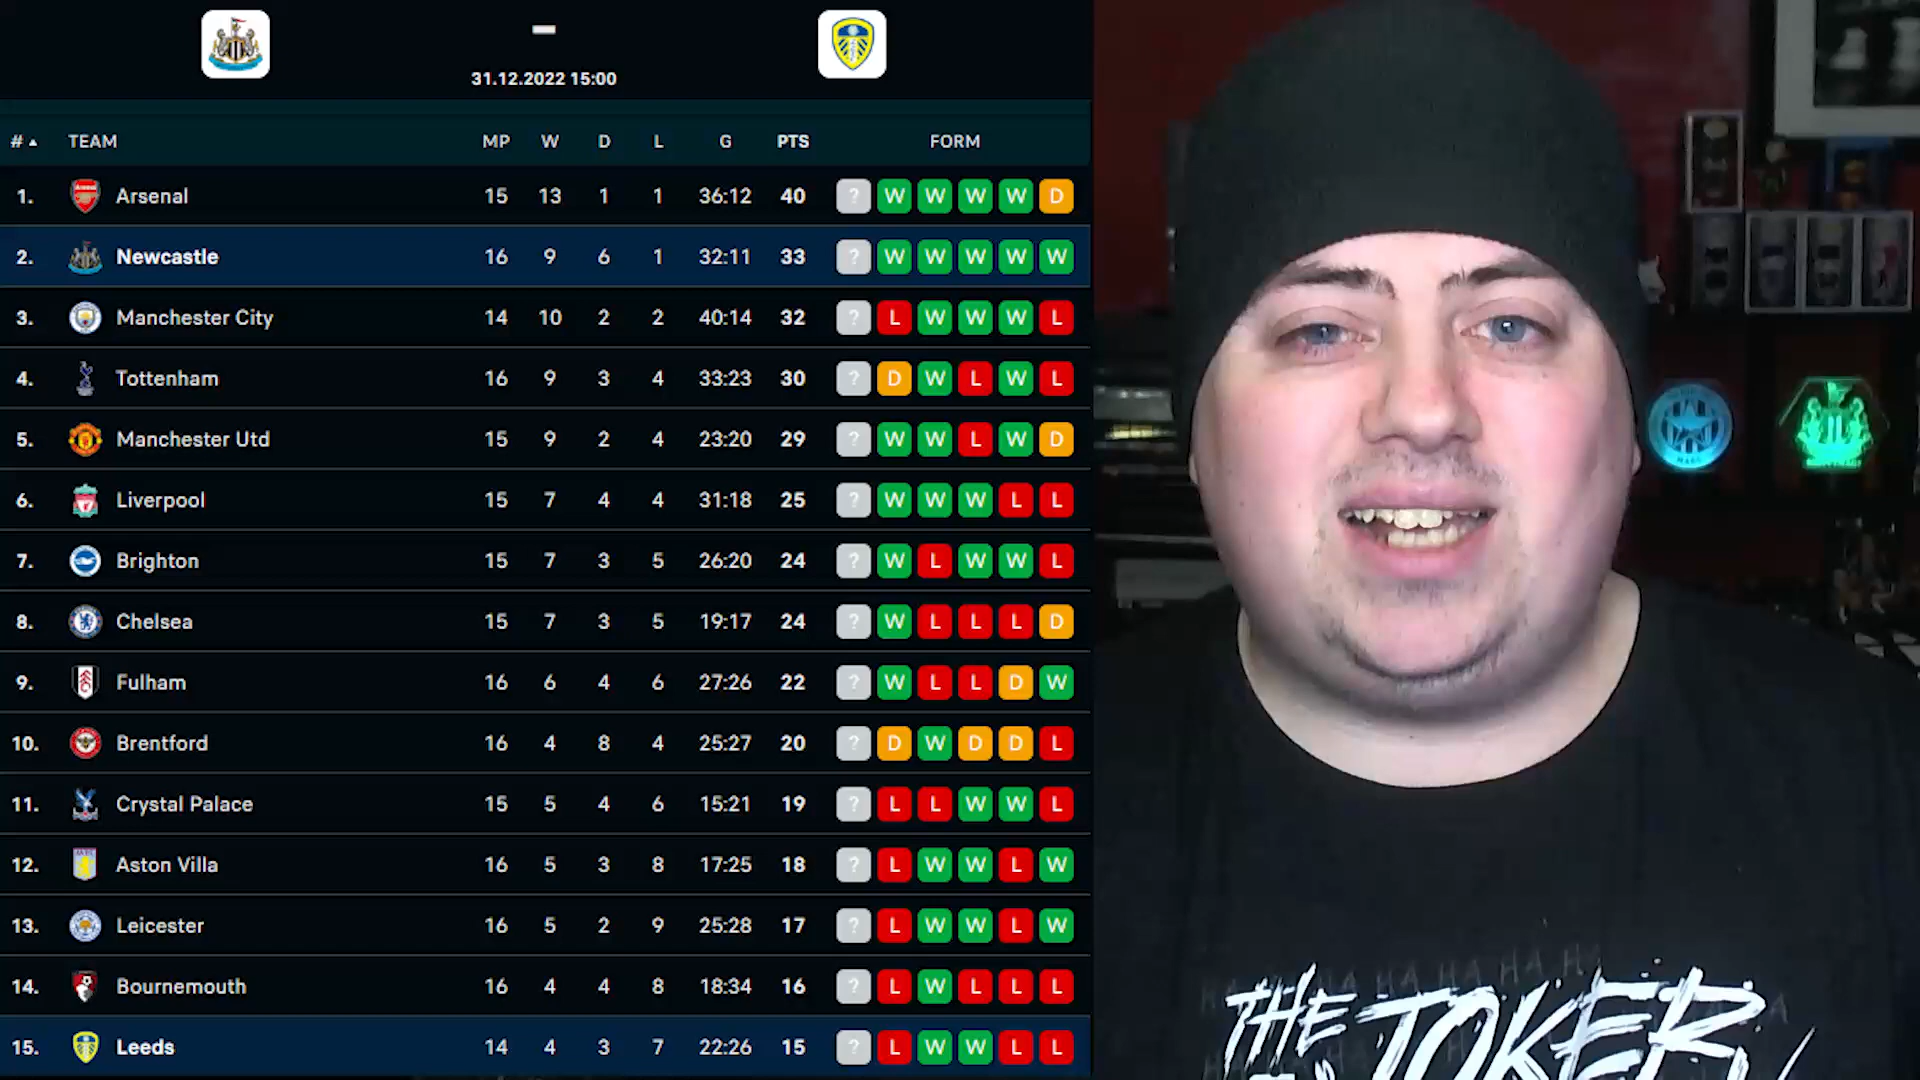 31.12.2022 15:00
# TEAM MP W D L G PTS FORM
1. Arsenal 15 13 1 1 36:12 40 ? W W W W D
2. Newcastle 16 9 6 1 32:11 33 ? W W W W W
3. Manchester City 14 10 2 2 40:14 32 ? L W W W L
4. Tottenham 16 9 3 4 33:23 30 ? D W L W L
5. Manchester Utd 15 9 2 4 23:20 29 ? W W L W D
6. Liverpool 15 7 4 4 31:18 25 ? W W W L L
7. Brighton 15 7 3 5 26:20 24 ? W L W W L
8. Chelsea 15 7 3 5 19:17 24 ? W L L L D
9. Fulham 16 6 4 6 27:26 22 ? W L L D W
10. Brentford 16 4 8 4 25:27 20 ? D W D D L
11. Crystal Palace 15 5 4 6 15:21 19 ? L L W W L
12. Aston Villa 16 5 3 8 17:25 18 ? L W W L W
13. Leicester 16 5 2 9 25:28 17 ? L W W L W
14. Bournemouth 16 4 4 8 18:34 16 ? L W L L L
15. Leeds 14 4 3 7 22:26 15 ? L W W L L
HA HA HA HA HA
THE JOKER